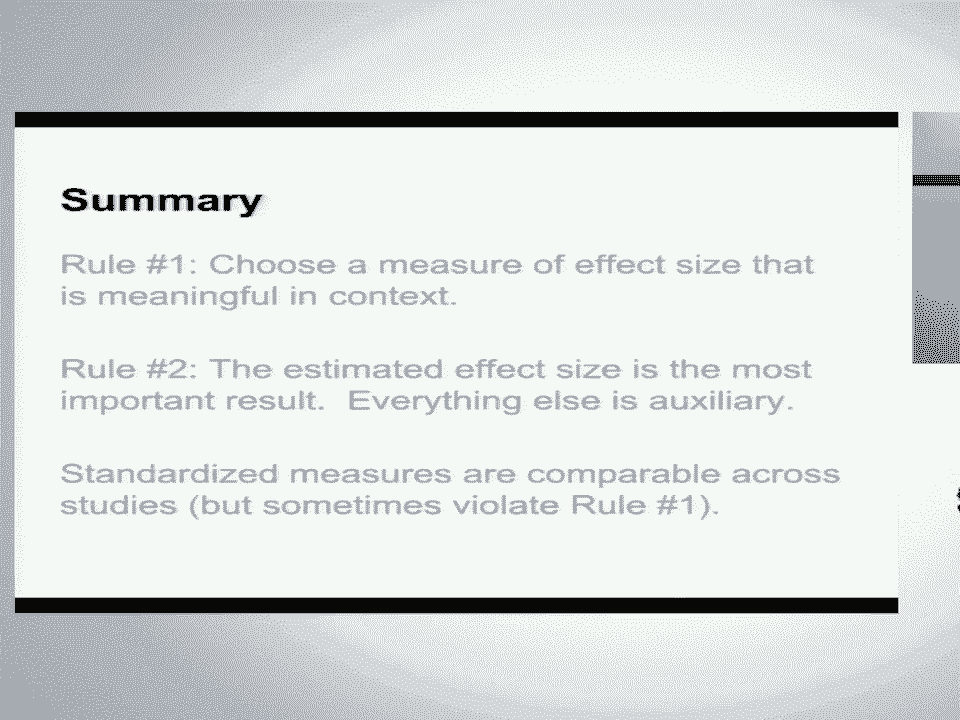 Summary
Rule #1: Choose a measure of effect size that
is meaningful in context.
Rule #2: The estimated effect size is the most
important result.  Everything else is auxiliary.
Standardized measures are comparable across
studies (but sometimes violate Rule #1).